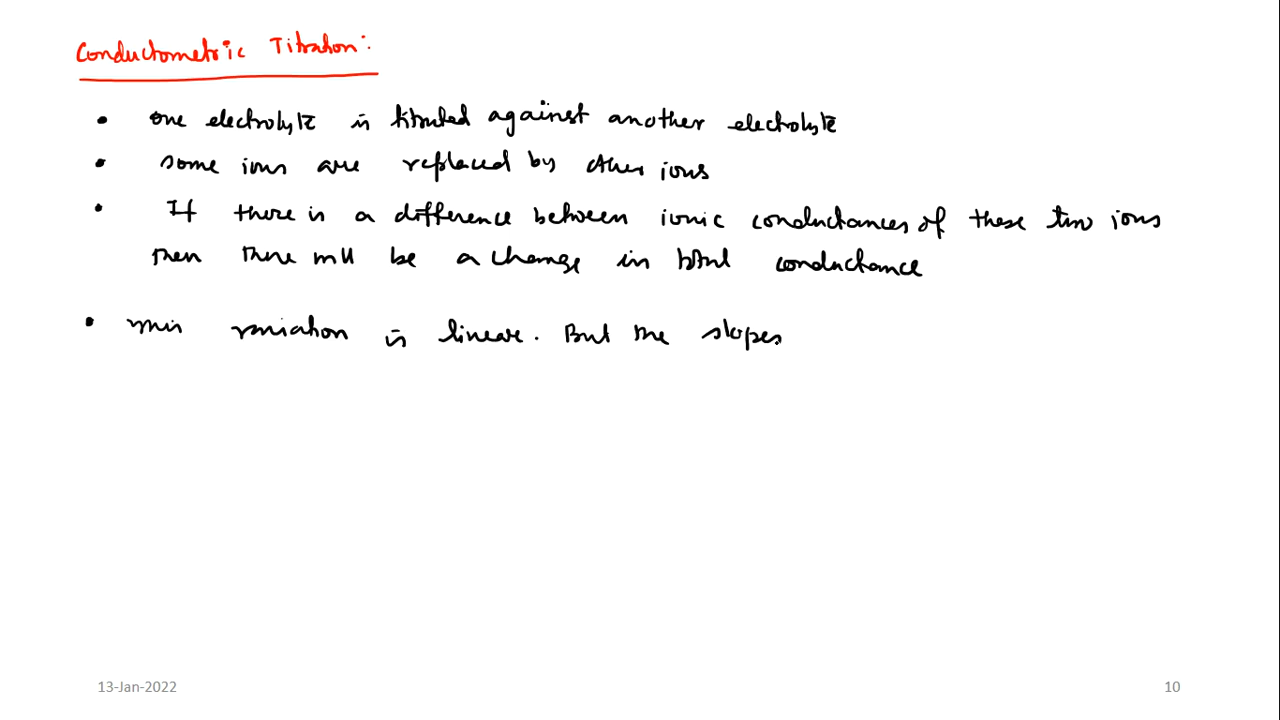 Conductometric Titration:
• one electrolyte is titrated against another electrolyte
• some ions are replaced by other ions
• If there is a difference between ionic conductances of these two ions
then there will be a change in total conductance
• This variation is linear. But the slopes
13-Jan-2022
10